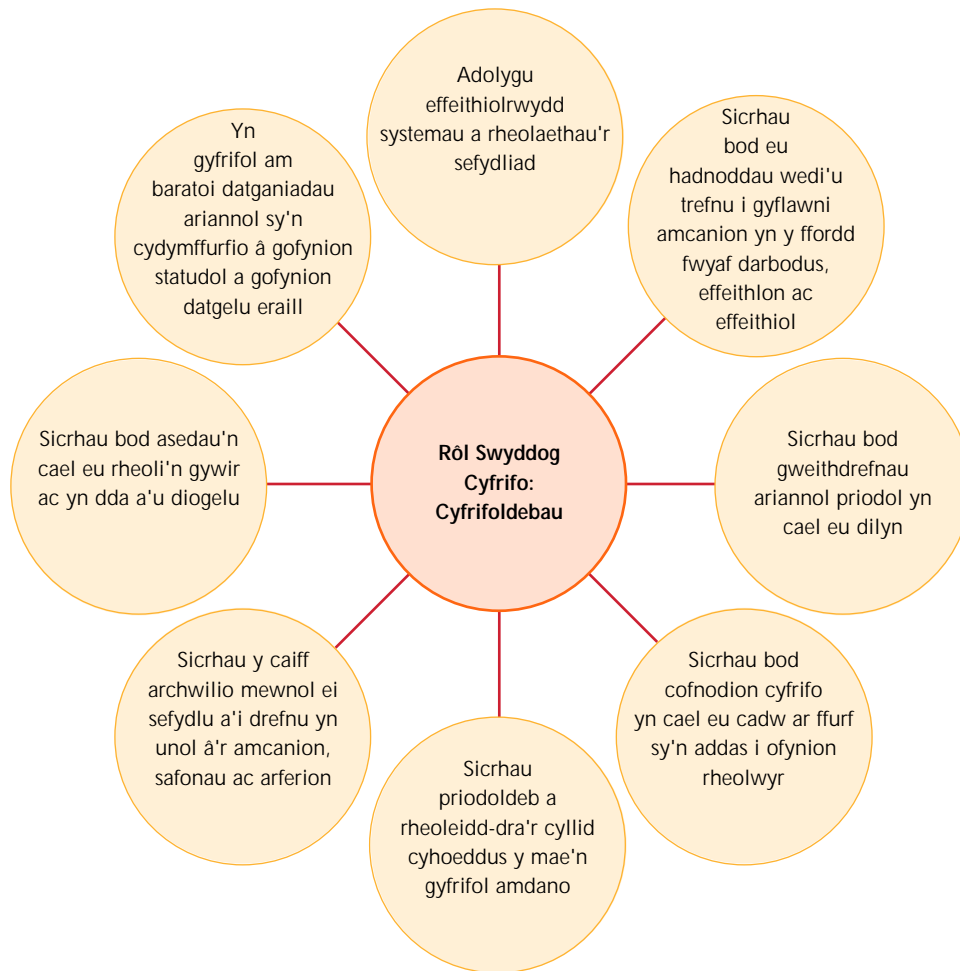 Adolygu
effeithiolrwydd
systemau a rheolaethau'r
sefydliad
Sicrhau
bod eu
hadnoddau wedi'u
trefnu i gyflawni
amcanion yn y ffordd
fwyaf darbodus,
effeithlon ac
effeithiol
Sicrhau bod
gweithdrefnau
ariannol priodol yn
cael eu dilyn
Sicrhau bod
cofnodion cyfrifo
yn cael eu cadw ar ffurf
sy'n addas i ofynion
rheolwyr
Sicrhau
priodoldeb a
rheoleidd-dra'r cyllid
cyhoeddus y mae'n
gyfrifol amdano
Sicrhau y caiff
archwilio mewnol ei
sefydlu a'i drefnu yn
unol â'r amcanion,
safonau ac arferion
Sicrhau bod asedau'n
cael eu rheoli'n gywir
ac yn dda a'u diogelu
Yn
gyfrifol am
baratoi datganiadau
ariannol sy'n
cydymffurfio â gofynion
statudol a gofynion
datgelu eraill
Rôl Swyddog
Cyfrifo:
Cyfrifoldebau